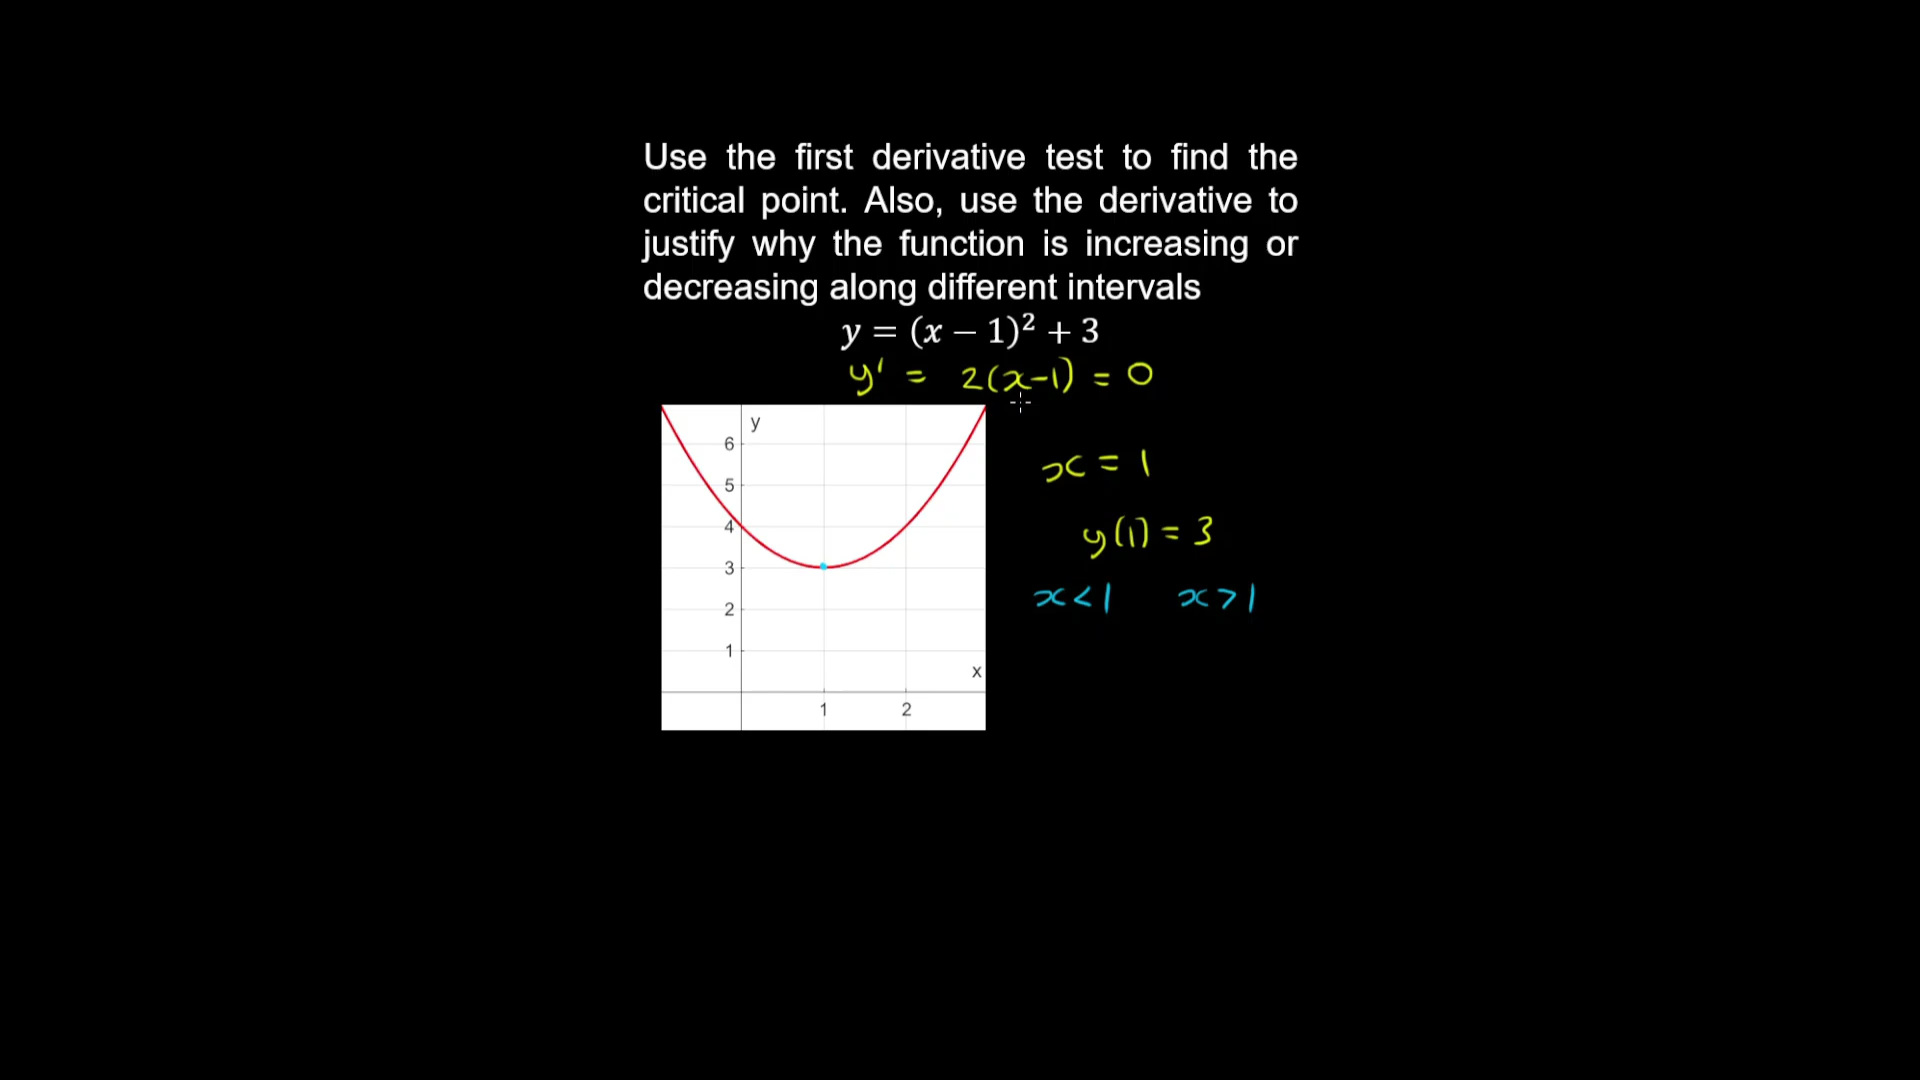 Use the first derivative test to find the
critical point. Also, use the derivative to
justify why the function is increasing or
decreasing along different intervals
y = (x − 1)² + 3
y' = 2(x-1) = 0
y
6
5
4
3
2
1
x
1 2
x = 1
y(1) = 3
x < 1 x > 1